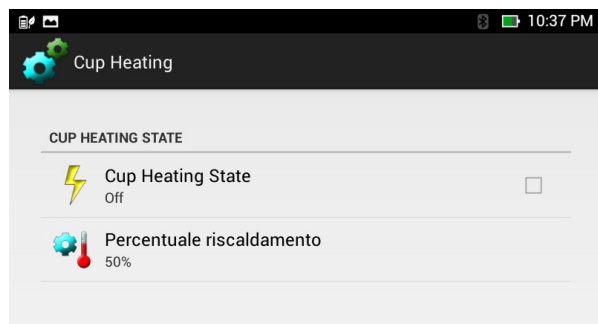 10:37 PM
Cup Heating
CUP HEATING STATE
Cup Heating State
Off
Percentuale riscaldamento
50%